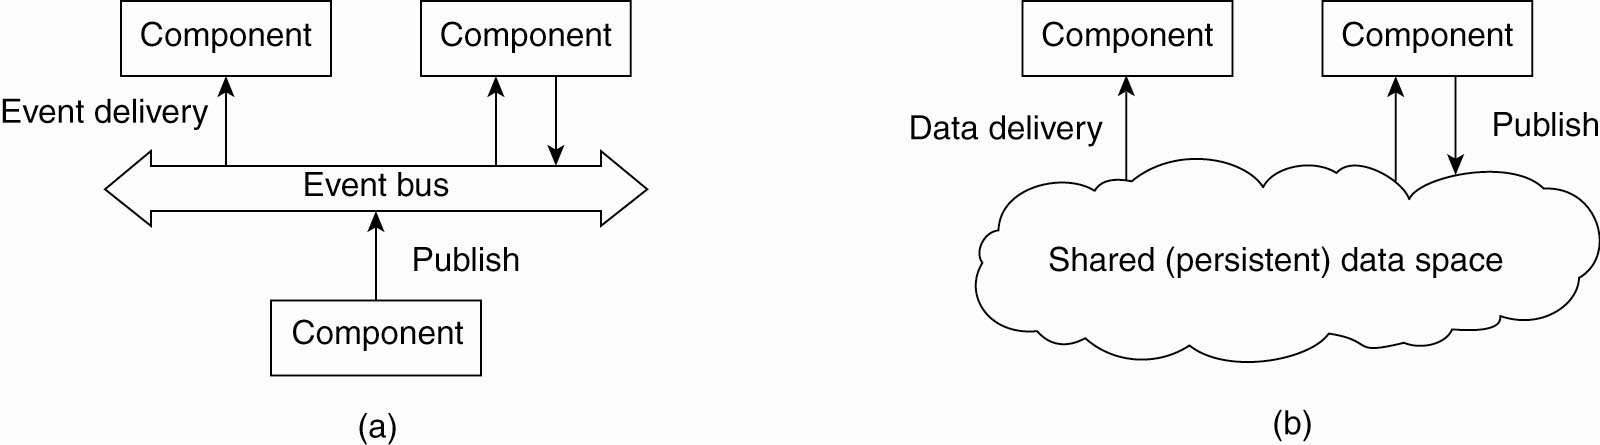 Component
Component
Event delivery
Event bus
Publish
Component
(a)
Component
Component
Data delivery
Publish
Shared (persistent) data space
(b)